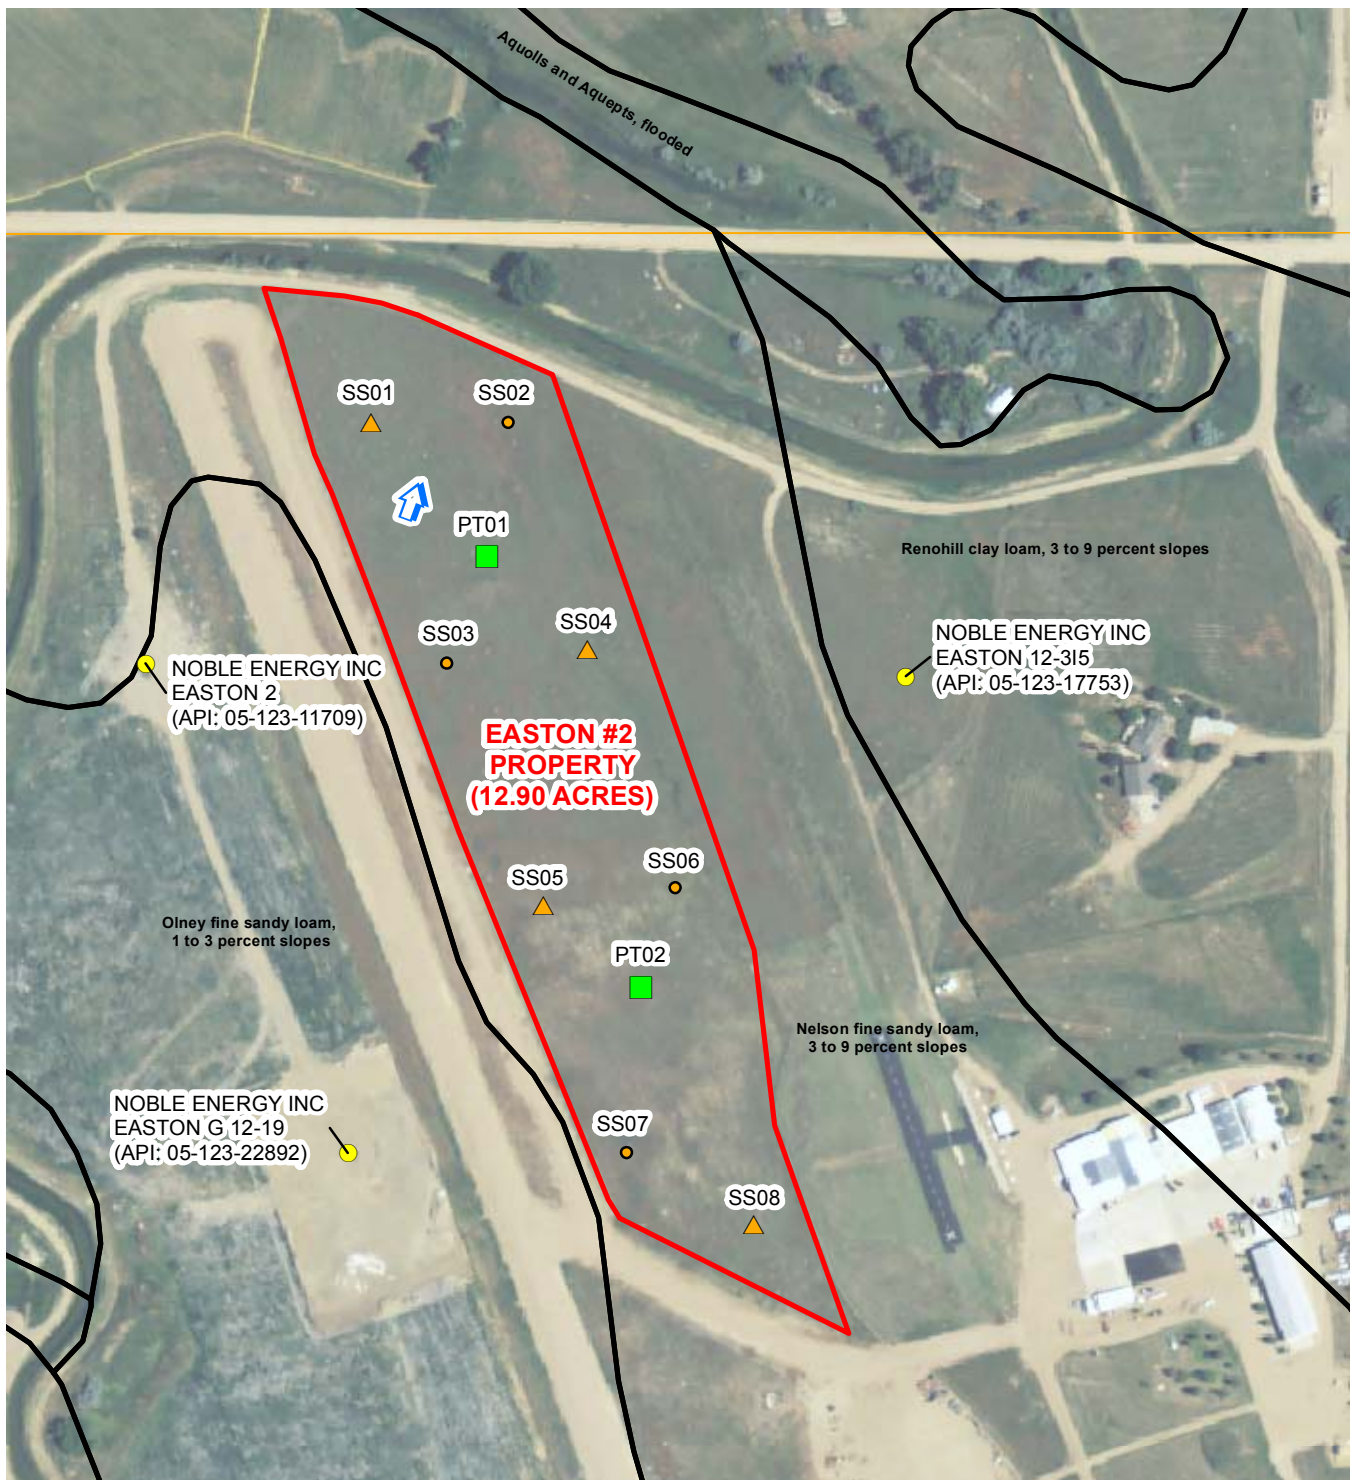 Aquolls and Aquepts, flooded
SS01
SS02
PT01
Renohill clay loam, 3 to 9 percent slopes
SS03
SS04
NOBLE ENERGY INC
EASTON 12-3I5
(API: 05-123-17753)
NOBLE ENERGY INC
EASTON 2
(API: 05-123-11709)
EASTON #2
PROPERTY
(12.90 ACRES)
SS05
SS06
Olney fine sandy loam,
1 to 3 percent slopes
PT02
Nelson fine sandy loam,
3 to 9 percent slopes
NOBLE ENERGY INC
EASTON G 12-19
(API: 05-123-22892)
SS07
SS08